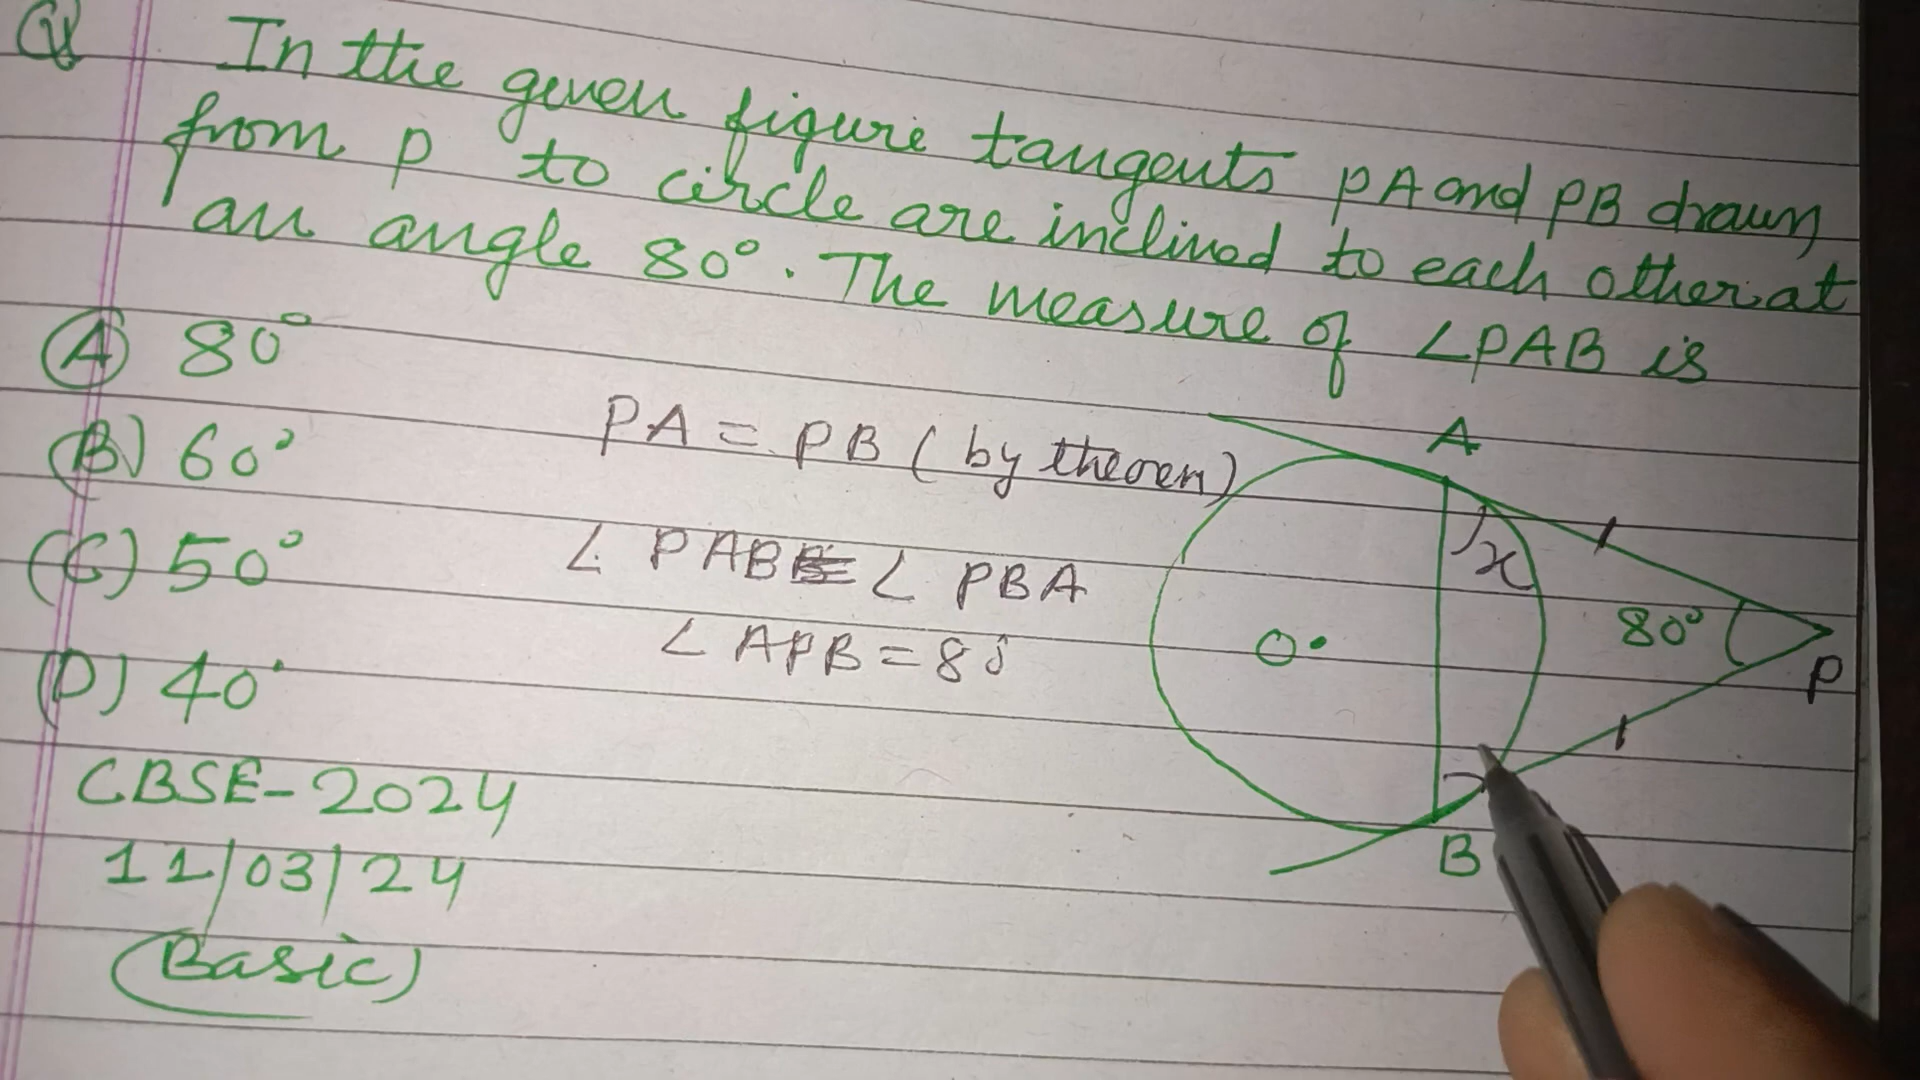 Q In the given figure tangents PA and PB drawn
from P to circle are inclined to each other at
an angle 80°. The measure of ∠PAB is
(A) 80°
(B) 60°
(C) 50°
(D) 40°
CBSE-2024
11/03/24
(Basic)
PA = PB (by theorem)
∠PAB = ∠PBA
∠APB = 80
A
x
80°
O
P
B